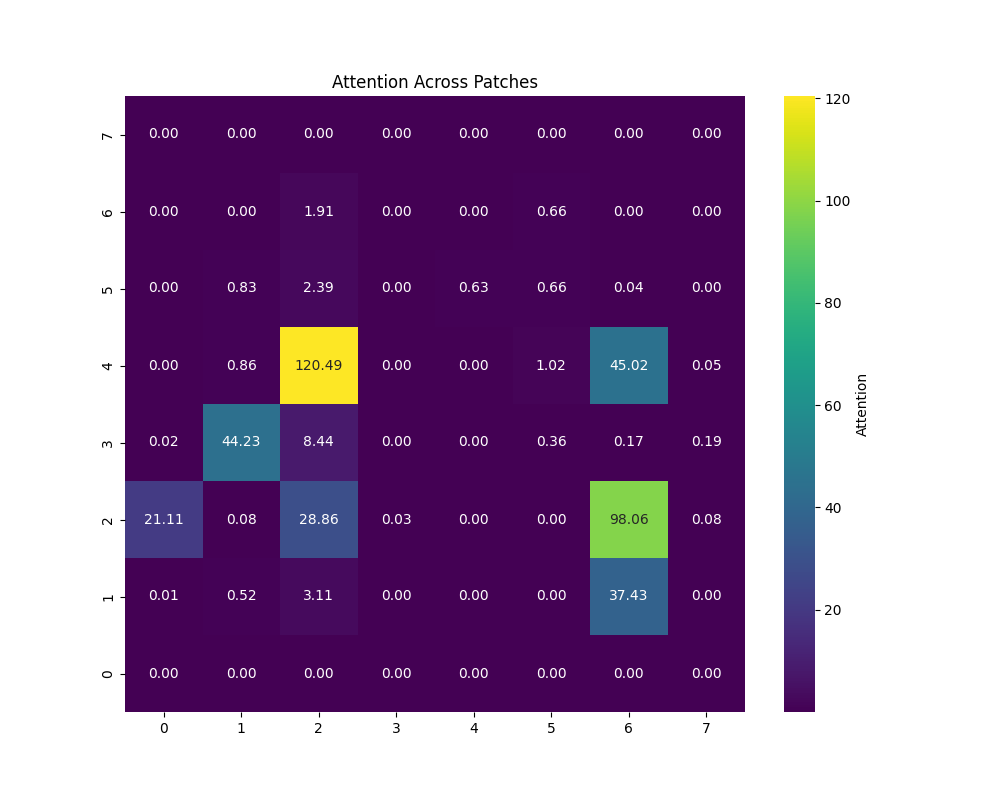 Attention Across Patches
7 0.00 0.00 0.00 0.00 0.00 0.00 0.00 0.00
6 0.00 0.00 1.91 0.00 0.00 0.66 0.00 0.00
5 0.00 0.83 2.39 0.00 0.63 0.66 0.04 0.00
4 0.00 0.86 120.49 0.00 0.00 1.02 45.02 0.05
3 0.02 44.23 8.44 0.00 0.00 0.36 0.17 0.19
2 21.11 0.08 28.86 0.03 0.00 0.00 98.06 0.08
1 0.01 0.52 3.11 0.00 0.00 0.00 37.43 0.00
0 0.00 0.00 0.00 0.00 0.00 0.00 0.00 0.00
0 1 2 3 4 5 6 7
120
100
80
60
40
20
Attention